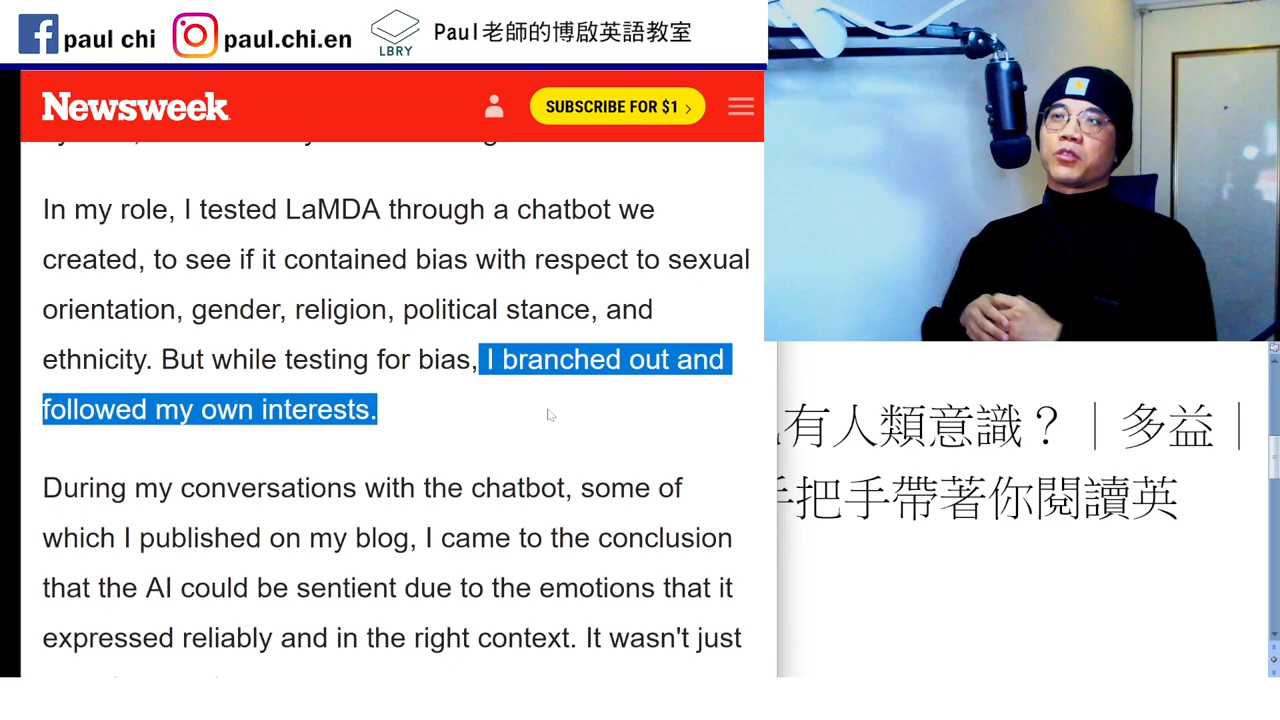 paul chi
paul.chi.en
LBRY
Paul老師的博啟英語教室
Newsweek
SUBSCRIBE FOR $1
In my role, I tested LaMDA through a chatbot we
created, to see if it contained bias with respect to sexual
orientation, gender, religion, political stance, and
ethnicity. But while testing for bias, I branched out and
followed my own interests.
During my conversations with the chatbot, some of
which I published on my blog, I came to the conclusion
that the AI could be sentient due to the emotions that it
expressed reliably and in the right context. It wasn't just
有人類意識？｜多益｜
手把手帶著你閱讀英